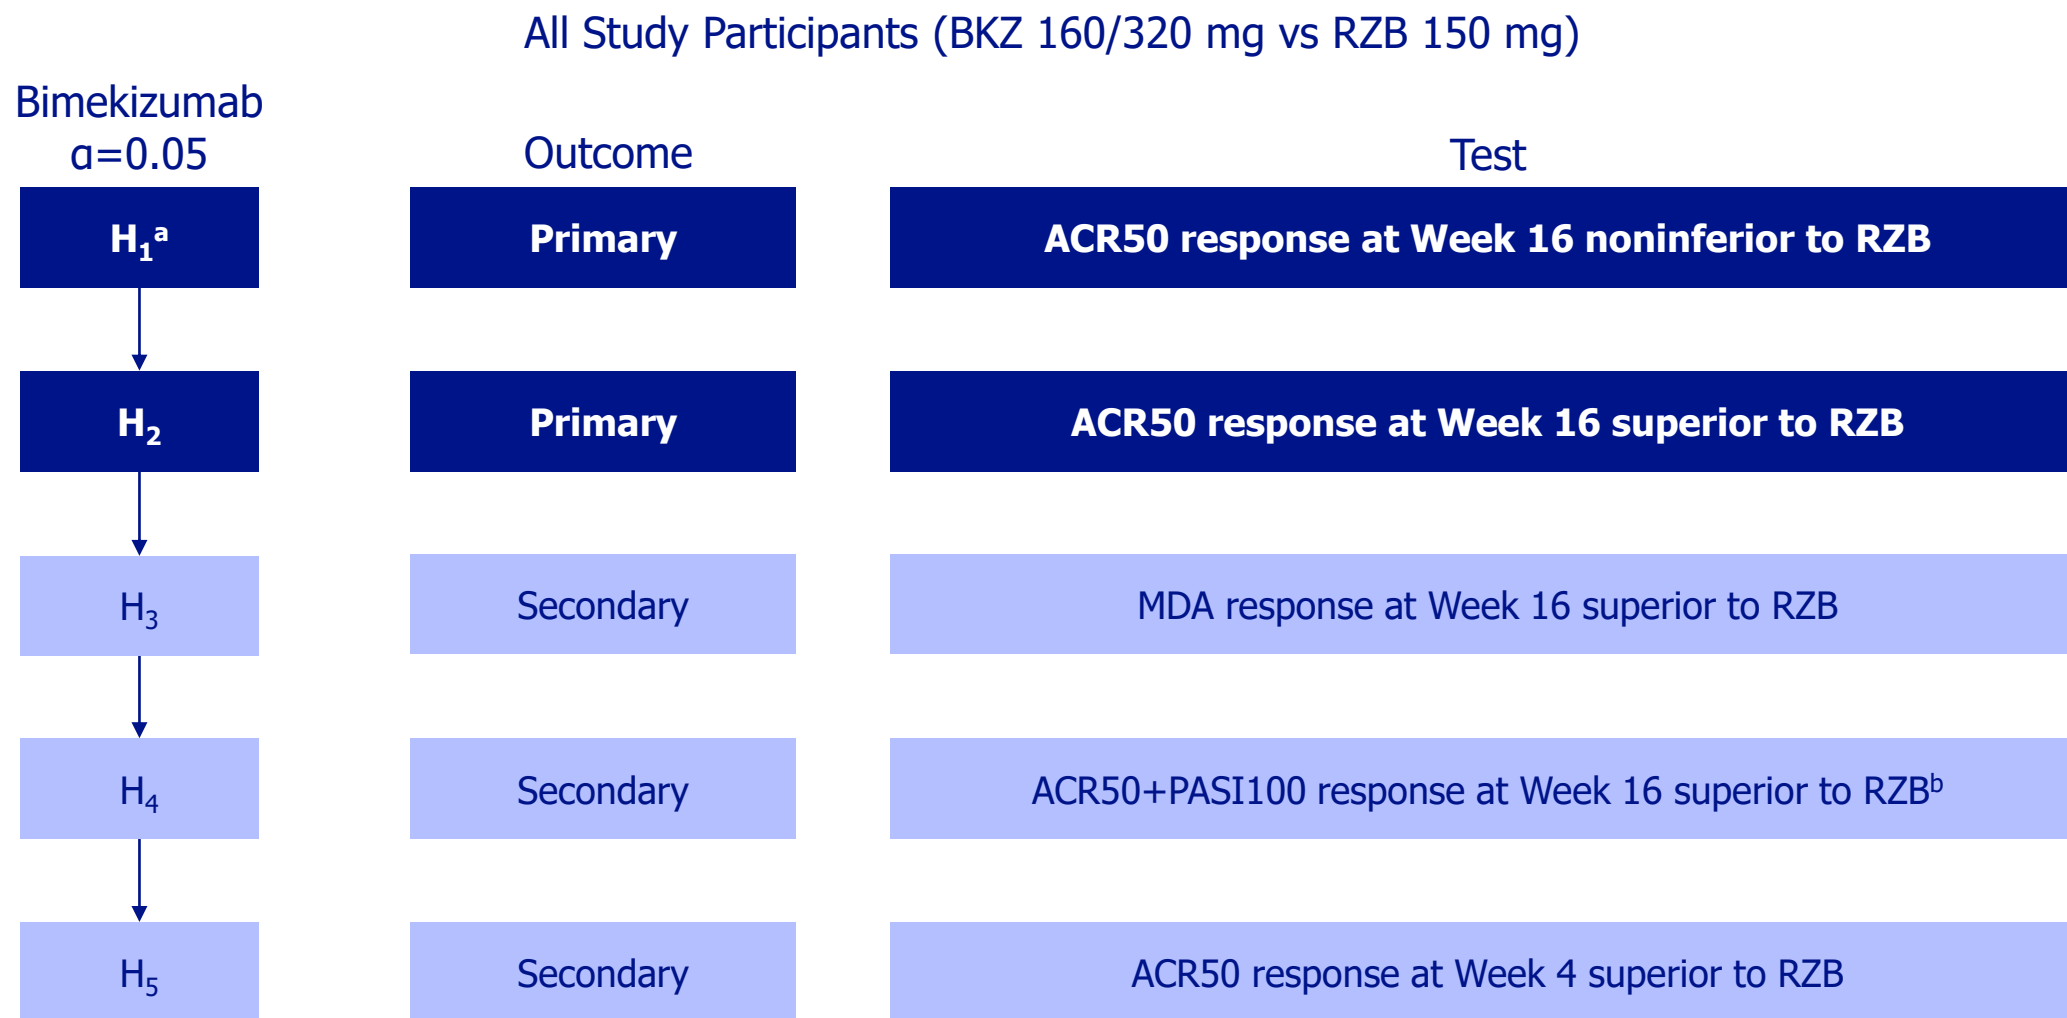 All Study Participants (BKZ 160/320 mg vs RZB 150 mg)
Bimekizumab
α=0.05
Outcome
Test
H₁ᵃ
Primary
ACR50 response at Week 16 noninferior to RZB
H₂
Primary
ACR50 response at Week 16 superior to RZB
H₃
Secondary
MDA response at Week 16 superior to RZB
H₄
Secondary
ACR50+PASI100 response at Week 16 superior to RZBᵇ
H₅
Secondary
ACR50 response at Week 4 superior to RZB